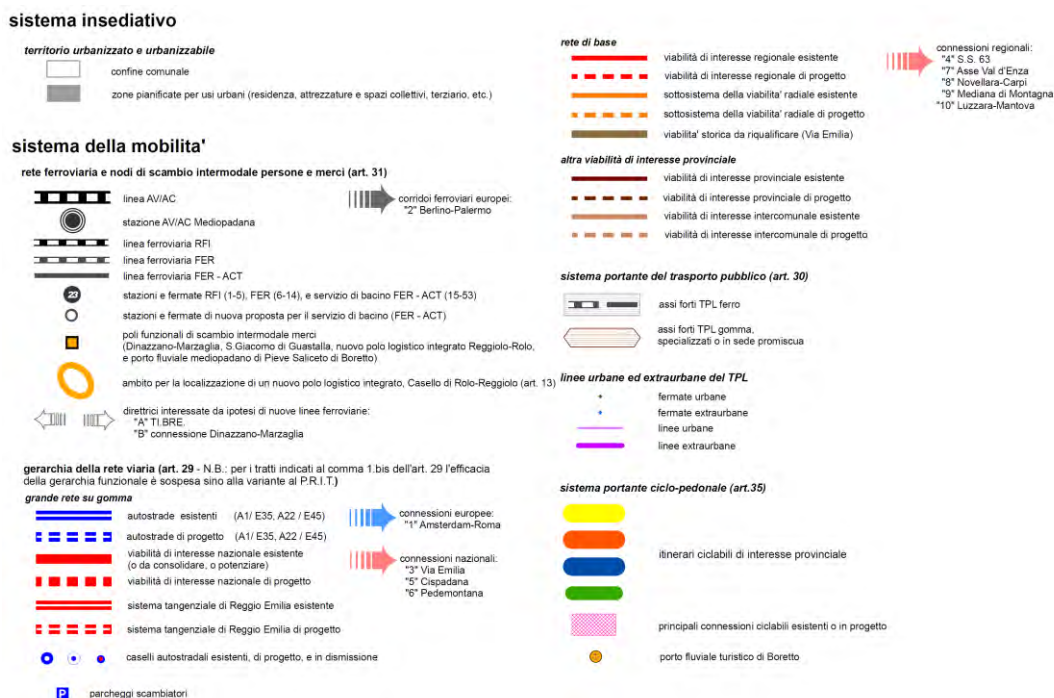 sistema insediativo
territorio urbanizzato e urbanizzabile
confine comunale
zone pianificate per usi urbani (residenza, attrezzature e spazi collettivi, terziario, etc.)
sistema della mobilita'
rete ferroviaria e nodi di scambio intermodale persone e merci (art. 31)
linea AV/AC
corridoi ferroviari europei:
"2" Berlino-Palermo
stazione AV/AC Mediopadana
linea ferroviaria RFI
linea ferroviaria FER
linea ferroviaria FER - ACT
23
stazioni e fermate RFI (1-5), FER (6-14), e servizio di bacino FER - ACT (15-53)
stazioni e fermate di nuova proposta per il servizio di bacino (FER - ACT)
poli funzionali di scambio intermodale merci
(Dinazzano-Marzaglia, S.Giacomo di Guastalla, nuovo polo logistico integrato Reggiolo-Rolo,
e porto fluviale mediopadano di Pieve Saliceto di Boretto)
ambito per la localizzazione di un nuovo polo logistico integrato, Casello di Rolo-Reggiolo (art. 13)
direttrici interessate da ipotesi di nuove linee ferroviarie:
"A" TI.BRE.
"B" connessione Dinazzano-Marzaglia
gerarchia della rete viaria (art. 29 - N.B.: per i tratti indicati al comma 1.bis dell'art. 29 l'efficacia
della gerarchia funzionale è sospesa sino alla variante al P.R.I.T.)
grande rete su gomma
autostrade esistenti (A1/ E35, A22 / E45)
connessioni europee:
"1" Amsterdam-Roma
autostrade di progetto (A1/ E35, A22 / E45)
viabilità di interesse nazionale esistente
(o da consolidare, o potenziare)
connessioni nazionali:
"3" Via Emilia
"5" Cispadana
"6" Pedemontana
viabilità di interesse nazionale di progetto
sistema tangenziale di Reggio Emilia esistente
sistema tangenziale di Reggio Emilia di progetto
caselli autostradali esistenti, di progetto, e in dismissione
P
parcheggi scambiatori
rete di base
viabilità di interesse regionale esistente
connessioni regionali:
"4" S.S. 63
"7" Asse Val d'Enza
"8" Novellara-Carpi
"9" Mediana di Montagna
"10" Luzzara-Mantova
viabilità di interesse regionale di progetto
sottosistema della viabilita' radiale esistente
sottosistema della viabilita' radiale di progetto
viabilita' storica da riqualificare (Via Emilia)
altra viabilità di interesse provinciale
viabilità di interesse provinciale esistente
viabilità di interesse provinciale di progetto
viabilità di interesse intercomunale esistente
viabilità di interesse intercomunale di progetto
sistema portante del trasporto pubblico (art. 30)
assi forti TPL ferro
assi forti TPL gomma,
specializzati o in sede promiscua
linee urbane ed extraurbane del TPL
fermate urbane
fermate extraurbane
linee urbane
linee extraurbane
sistema portante ciclo-pedonale (art.35)
itinerari ciclabili di interesse provinciale
principali connessioni ciclabili esistenti o in progetto
porto fluviale turistico di Boretto